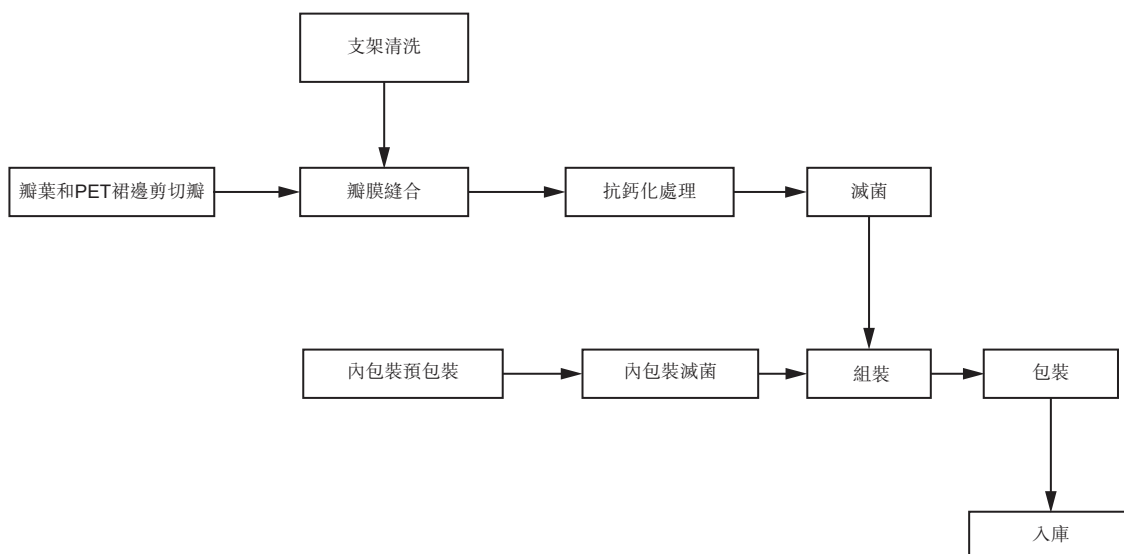 支架清洗
瓣葉和PET裙邊剪切瓣
瓣膜縫合
抗鈣化處理
滅菌
內包裝預包裝
內包裝滅菌
組裝
包裝
入庫